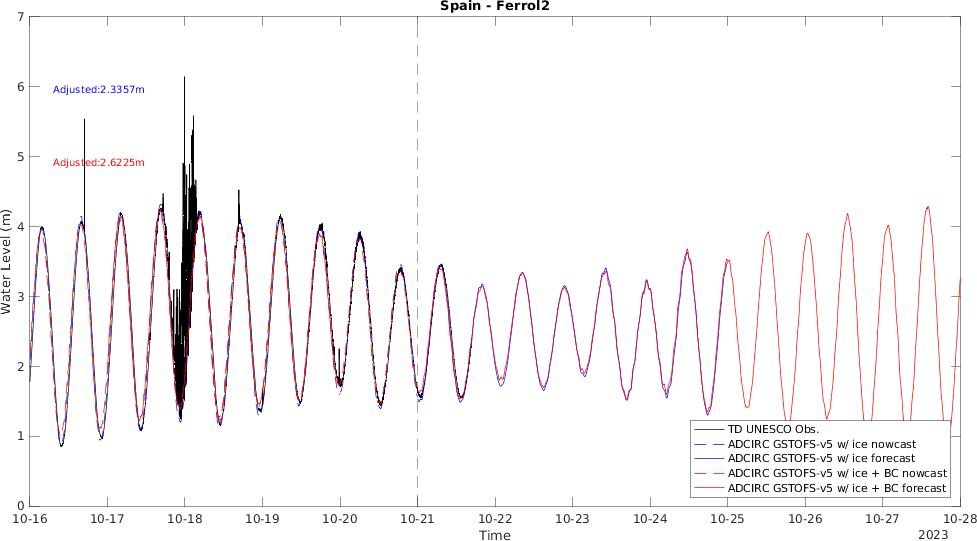 Spain - Ferrol2
7
6
5
4
3
2
1
0
Water Level (m)
Adjusted:2.3357m
Adjusted:2.6225m
TD UNESCO Obs.
ADCIRC GSTOFS-v5 w/ ice nowcast
ADCIRC GSTOFS-v5 w/ ice forecast
ADCIRC GSTOFS-v5 w/ ice + BC nowcast
ADCIRC GSTOFS-v5 w/ ice + BC forecast
10-16 10-17 10-18 10-19 10-20 10-21 10-22 10-23 10-24 10-25 10-26 10-27 10-28
Time
2023